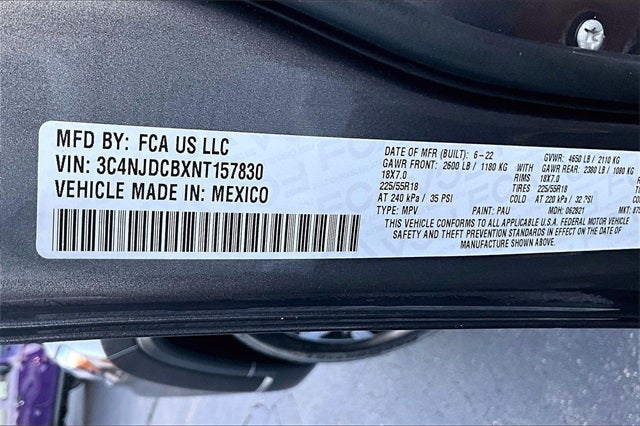 MFD BY: FCA US LLC
VIN: 3C4NJDCBXNT157830
VEHICLE MADE IN: MEXICO
DATE OF MFR (BUILT): 6-22 GVWR: 4650 LB / 2110 KG
GAWR FRONT: 2600 LB / 1180 KG GAWR REAR: 2380 LB / 1080 KG
18X7.0 RIMS 18X7.0
225/55R18 TIRES 225/55R18
AT 240 kPa / 35 PSI COLD AT 220 kPa / 32 PSI
TYPE: MPV PAINT: PAU MDH: 062821 MKT:
THIS VEHICLE CONFORMS TO ALL APPLICABLE U.S.A. FEDERAL MOTOR VEHICLE
SAFETY AND THEFT PREVENTION STANDARDS IN EFFECT ON THE DATE OF
MANUFACTURE SHOWN ABOVE.